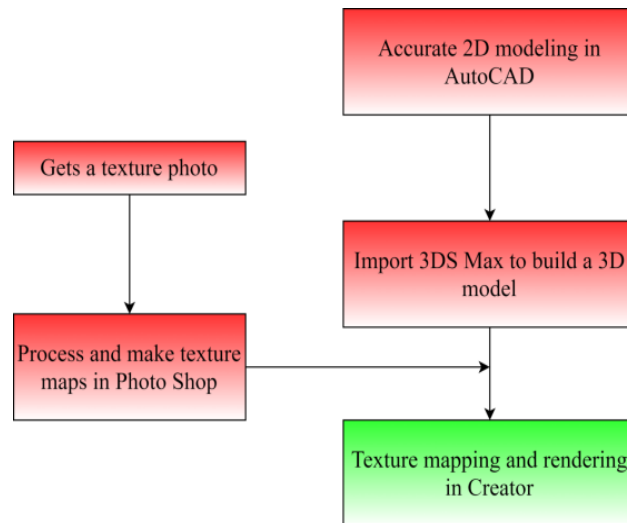 Accurate 2D modeling in
AutoCAD
Gets a texture photo
Import 3DS Max to build a 3D
model
Process and make texture
maps in Photo Shop
Texture mapping and rendering
in Creator